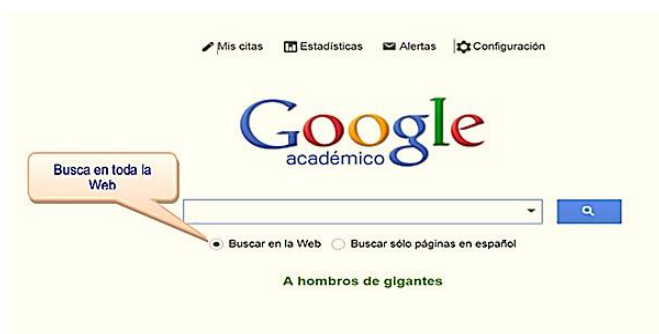 Mis citas Estadísticas Alertas Configuración
Google
académico
Busca en toda la
Web
Buscar en la Web Buscar sólo páginas en español
A hombros de gigantes